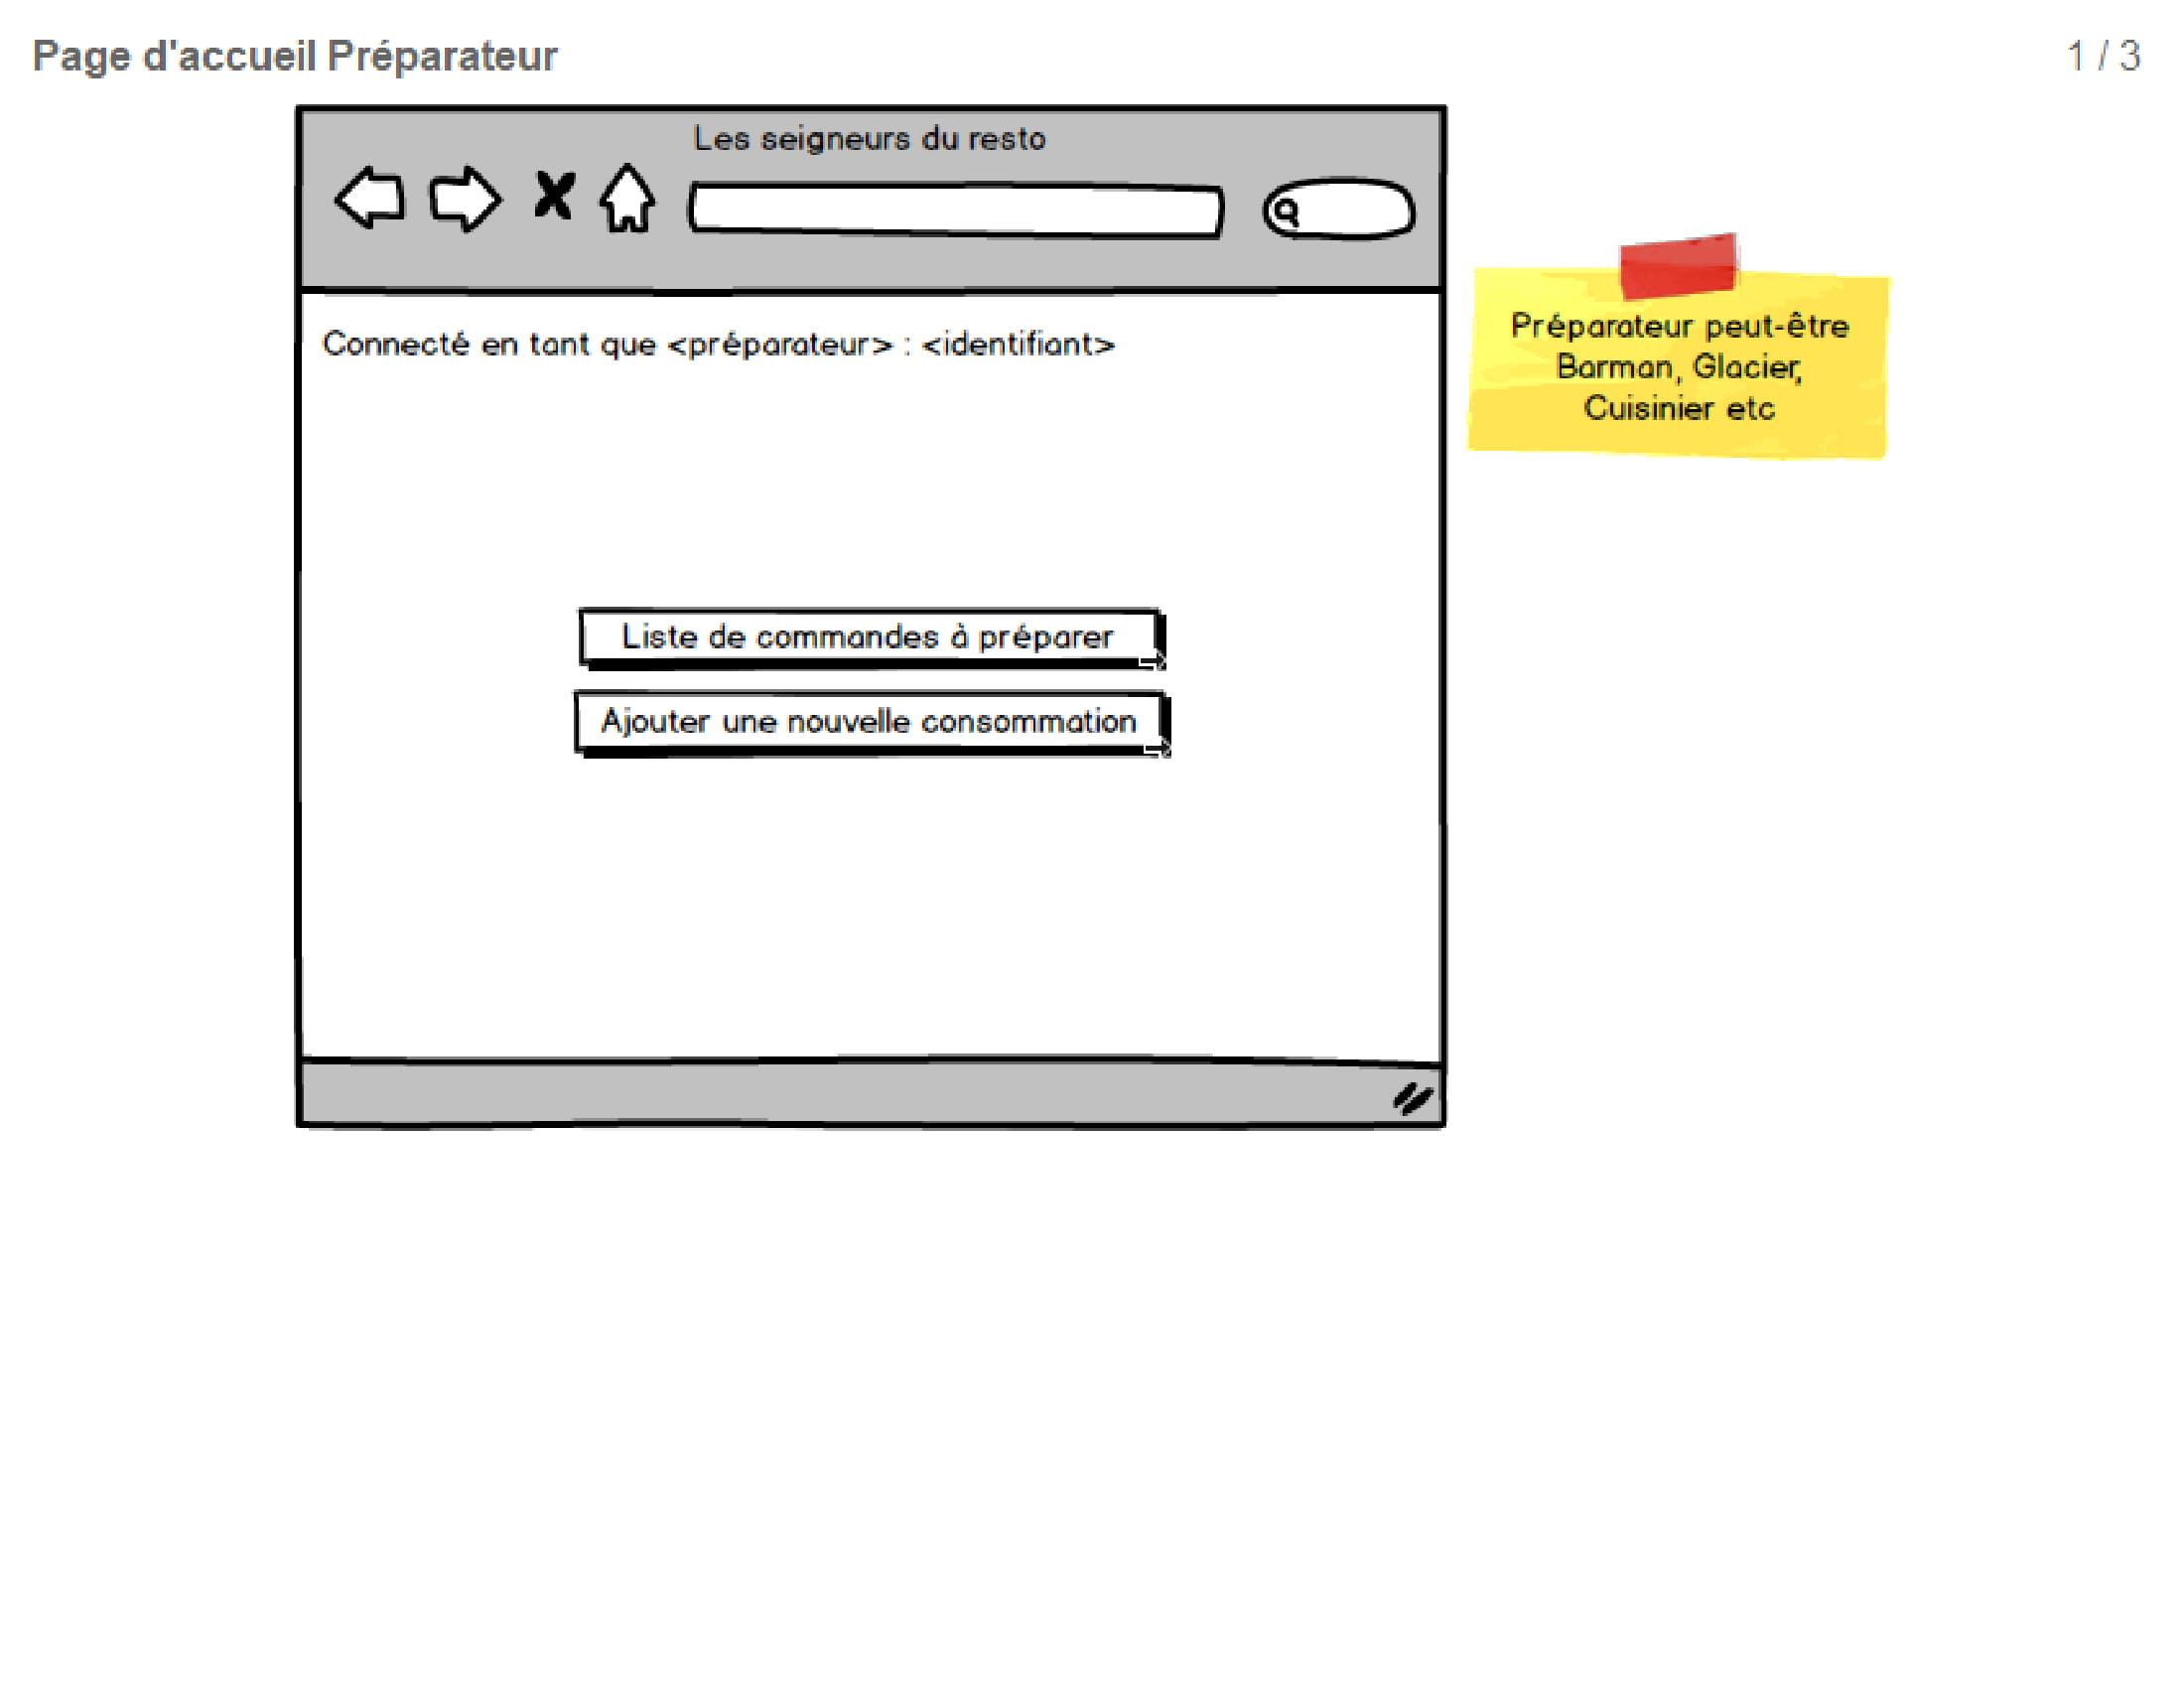 Page d'accueil Préparateur
1 / 3
Les seigneurs du resto
Connecté en tant que <préparateur> : <identifiant>
Préparateur peut-être
Barman, Glacier,
Cuisinier etc
Liste de commandes à préparer
Ajouter une nouvelle consommation